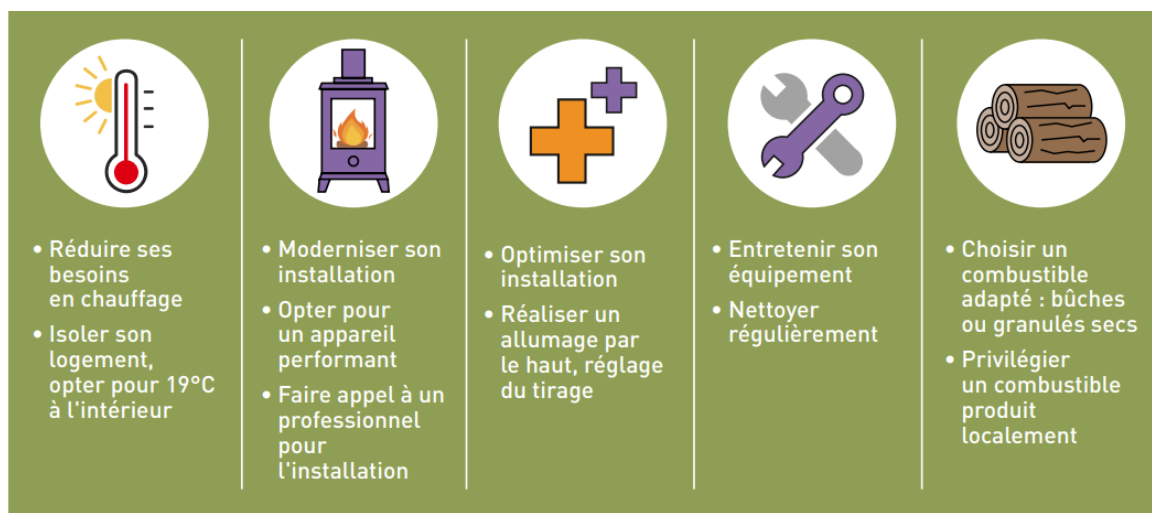 • Réduire ses
besoins
en chauffage
• Isoler son
logement,
opter pour 19°C
à l'intérieur
• Moderniser son
installation
• Opter pour
un appareil
performant
• Faire appel à un
professionnel
pour
l'installation
• Optimiser son
installation
• Réaliser un
allumage par
le haut, réglage
du tirage
• Entretenir son
équipement
• Nettoyer
régulièrement
• Choisir un
combustible
adapté : bûches
ou granulés secs
• Privilégier
un combustible
produit
localement